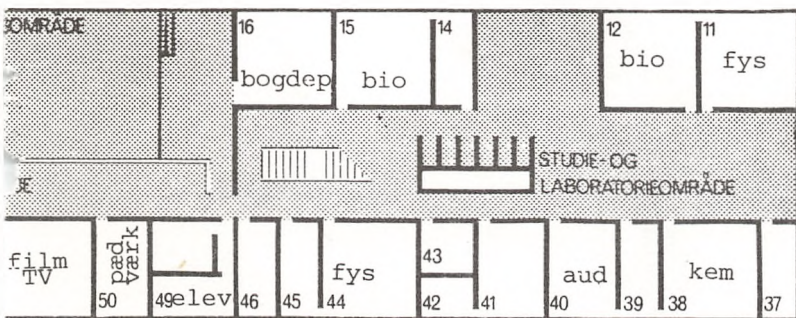 OMRÅDE
16
15
14
12
11
bogdep
bio
bio
fys
STUDIE-OG
LABORATORIEOMRÅDE
DE
film
TV
pæd
værk
50
49
elev
46
45
44
fys
43
42
41
40
aud
39
38
kem
37